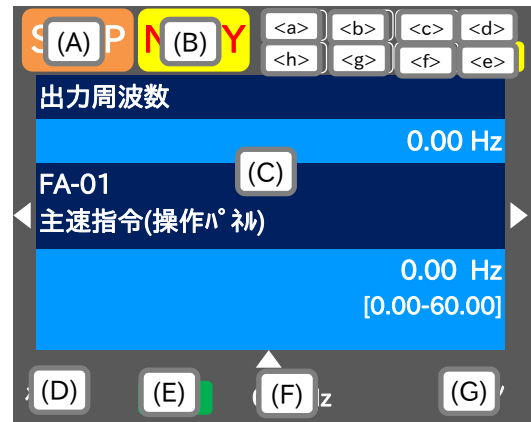 S (A) P N (B) Y <a> <b> <c> <d>
<h> <g> <f> <e>
出力周波数
0.00 Hz
(C)
FA-01
主速指令(操作ﾊﾟﾈﾙ)
0.00 Hz
[0.00-60.00]
(D) (E) (F) z (G)